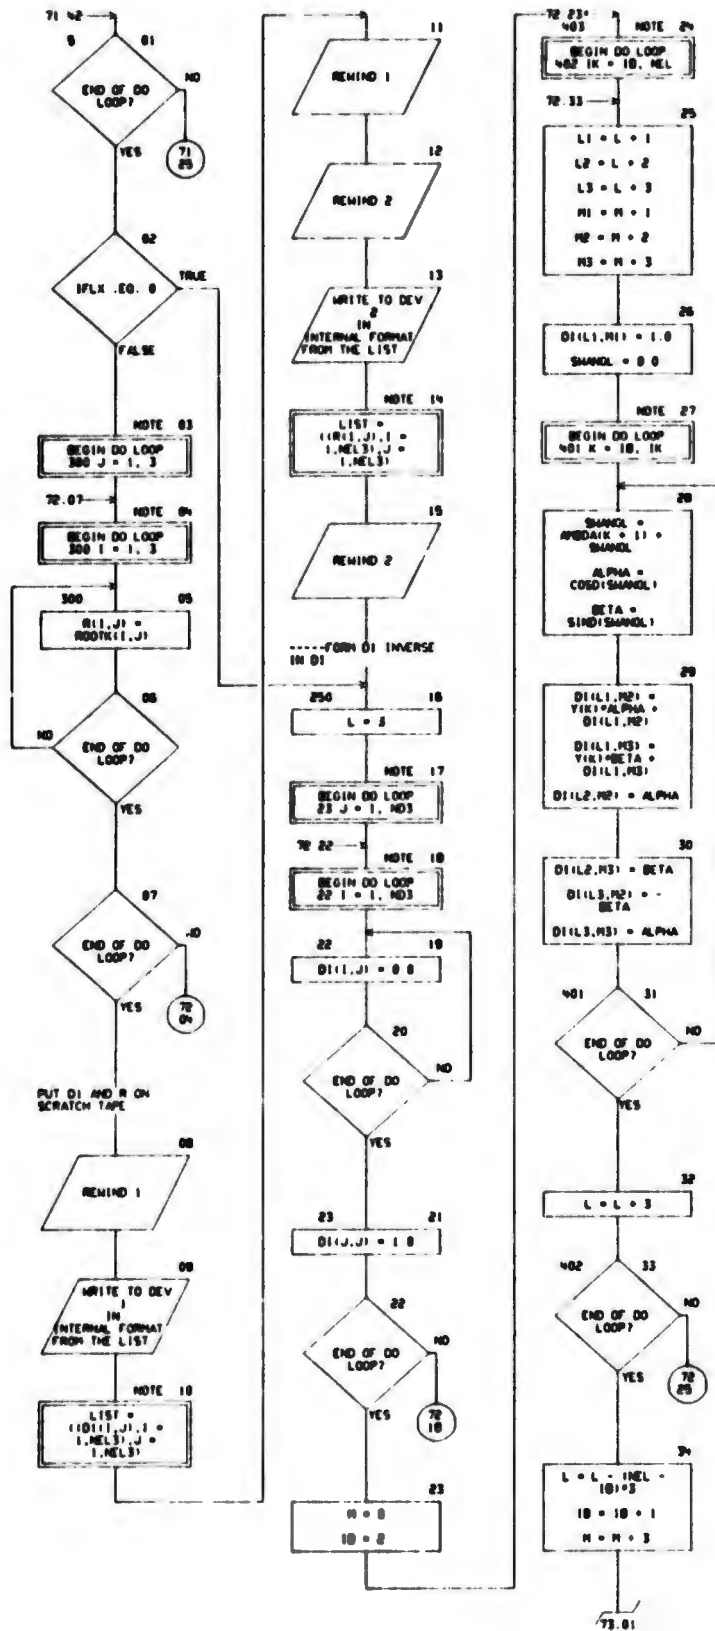 71.42
9
01
END OF DO
LOOP?
NO
71
25
YES
02
IFLX .EQ. 0
TRUE
FALSE
NOTE 03
BEGIN DO LOOP
300 J = 1, 3
72.07
NOTE 04
BEGIN DO LOOP
300 I = 1, 3
300
05
R(I,J) =
ROOTK(I,J)
06
NO
END OF DO
LOOP?
YES
07
END OF DO
LOOP?
NO
YES
72
04
PUT D1 AND R ON
SCRATCH TAPE
08
REWIND 1
09
WRITE TO DEV
1
IN
INTERNAL FORMAT
FROM THE LIST
NOTE 10
LIST =
((DI(I,J),I =
1,NEL3),J =
1,NEL3)
11
REWIND 1
12
REWIND 2
13
WRITE TO DEV
2
IN
INTERNAL FORMAT
FROM THE LIST
NOTE 14
LIST =
((R(I,J),I =
1,NEL3),J =
1,NEL3)
15
REWIND 2
-----FORM D1 INVERSE
IN D1
250
16
L = 3
NOTE 17
BEGIN DO LOOP
23 J = 1, ND3
72.22
NOTE 18
BEGIN DO LOOP
22 I = 1, ND3
22
19
DI(I,J) = 0.0
20
END OF DO
LOOP?
NO
YES
23
21
DI(J,J) = 1.0
22
END OF DO
LOOP?
NO
YES
72
18
23
M = 0
IB = 2
72.23*
403
NOTE 24
BEGIN DO LOOP
402 IK = IB, NEL
72.33
25
L1 = L + 1
L2 = L + 2
L3 = L + 3
M1 = M + 1
M2 = M + 2
M3 = M + 3
26
DI(L1,M1) = 1.0
SMANGL = 0.0
NOTE 27
BEGIN DO LOOP
401 K = IB, IK
28
SMANGL =
AMBDA(K + 1) +
SMANGL
ALPHA =
COSD(SMANGL)
BETA =
SIND(SMANGL)
29
DI(L1,M2) =
Y(K)*ALPHA +
DI(L1,M2)
DI(L1,M3) =
Y(K)*BETA +
DI(L1,M3)
DI(L2,M2) = ALPHA
30
DI(L2,M3) = BETA
DI(L3,M2) = -
BETA
DI(L3,M3) = ALPHA
401
31
END OF DO
LOOP?
NO
YES
32
L = L + 3
402
33
END OF DO
LOOP?
NO
YES
72
25
34
L = L - (NEL -
IB)*3
IB = IB + 1
M = M + 3
73.01